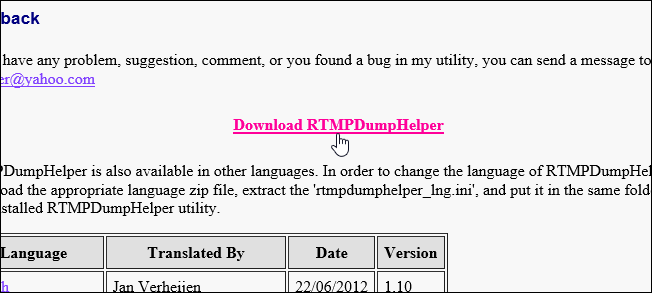 back
have any problem, suggestion, comment, or you found a bug in my utility, you can send a message to
er@yahoo.com
Download RTMPDumpHelper
PDumpHelper is also available in other languages. In order to change the language of RTMPDumpHel
oad the appropriate language zip file, extract the 'rtmpdumphelper_lng.ini', and put it in the same fold
stalled RTMPDumpHelper utility.
Language Translated By Date Version
h Jan Verheijen 22/06/2012 1.10